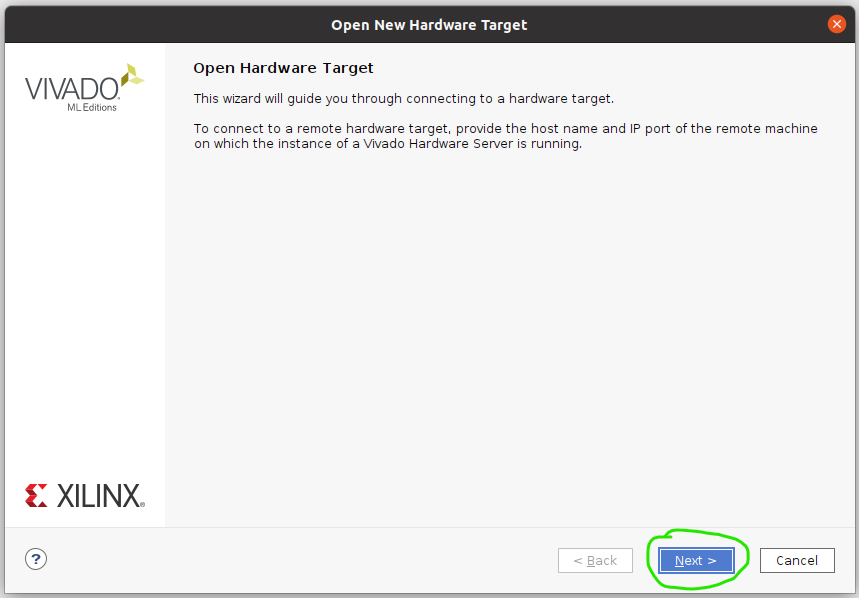 Open New Hardware Target
VIVADO
ML Editions
Open Hardware Target
This wizard will guide you through connecting to a hardware target.
To connect to a remote hardware target, provide the host name and IP port of the remote machine
on which the instance of a Vivado Hardware Server is running.
XILINX®
?
< Back
Next >
Cancel